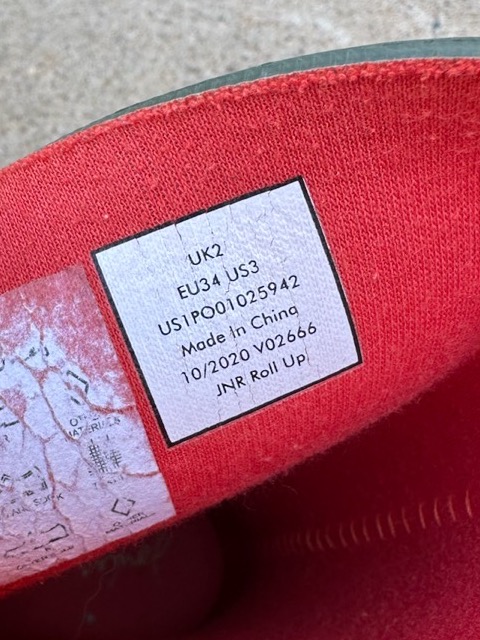 UK2
EU34 US3
US1PO01025942
Made In China
10/2020 V02666
JNR Roll Up